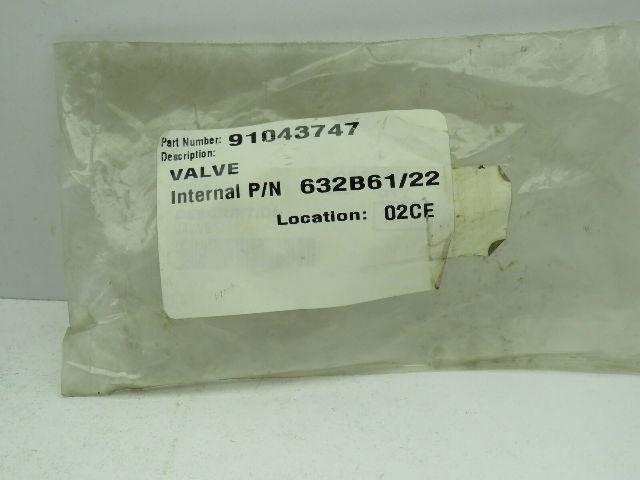 Part Number: 91043747
Description:
VALVE
Internal P/N 632B61/22
Location: 02CE